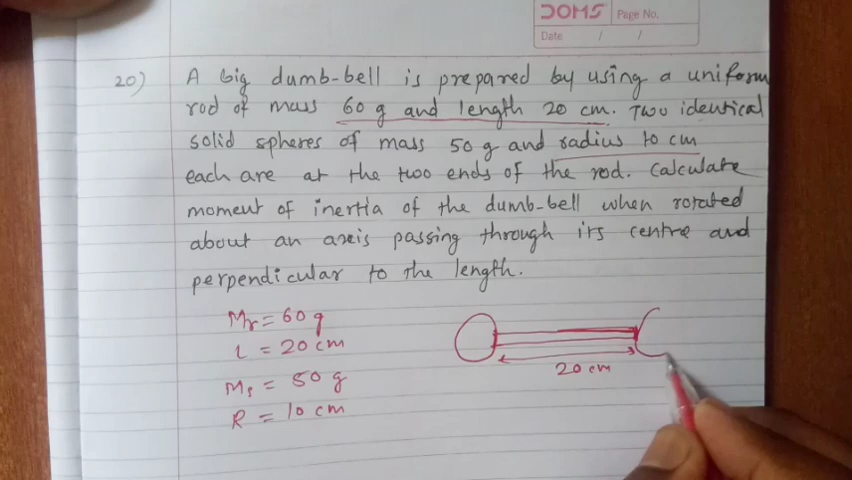 DOMS Page No.
Date / /
20) A big dumb-bell is prepared by using a uniform
rod of mass 60 g and length 20 cm. Two identical
solid spheres of mass 50 g and radius 10 cm
each are at the two ends of the rod. Calculate
moment of inertia of the dumb-bell when rotated
about an axis passing through its centre and
perpendicular to the length.
Mr = 60 g
l = 20 cm
Ms = 50 g
R = 10 cm
20 cm